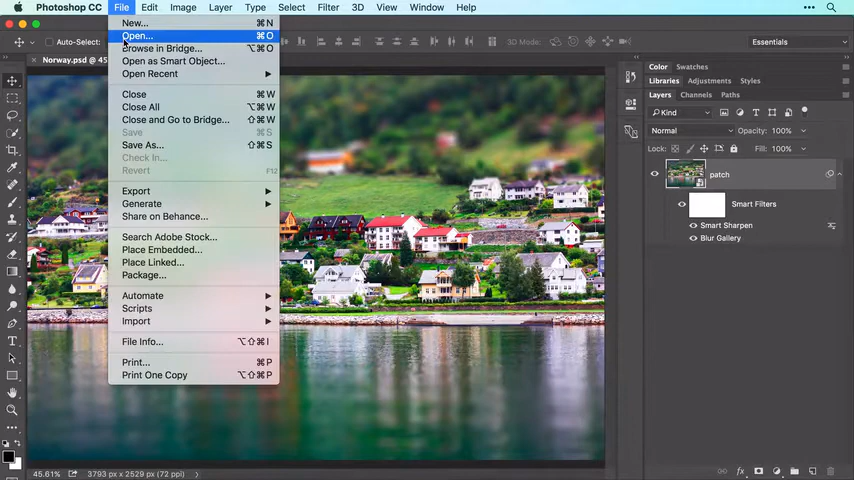 Photoshop CC File Edit Image Layer Type Select Filter 3D View Window Help
New... ⌘N
Auto-Select: Open... ⌘O 3D Mode: Essentials
Browse in Bridge... ⌥⌘O
Norway.psd @ 45
Open as Smart Object...
Open Recent
Close ⌘W
Close All ⌥⌘W
Close and Go to Bridge... ⇧⌘W
Save ⌘S
Save As... ⇧⌘S
Check In...
Revert F12
Export
Generate
Share on Behance...
Search Adobe Stock...
Place Embedded...
Place Linked...
Package...
Automate
Scripts
Import
File Info... ⌥⇧⌘I
Print... ⌘P
Print One Copy ⌥⇧⌘P
Color Swatches
Libraries Adjustments Styles
Layers Channels Paths
Kind
Normal Opacity: 100%
Lock: Fill: 100%
patch
Smart Filters
Smart Sharpen
Blur Gallery
45.61% 3793 px x 2529 px (72 ppi)